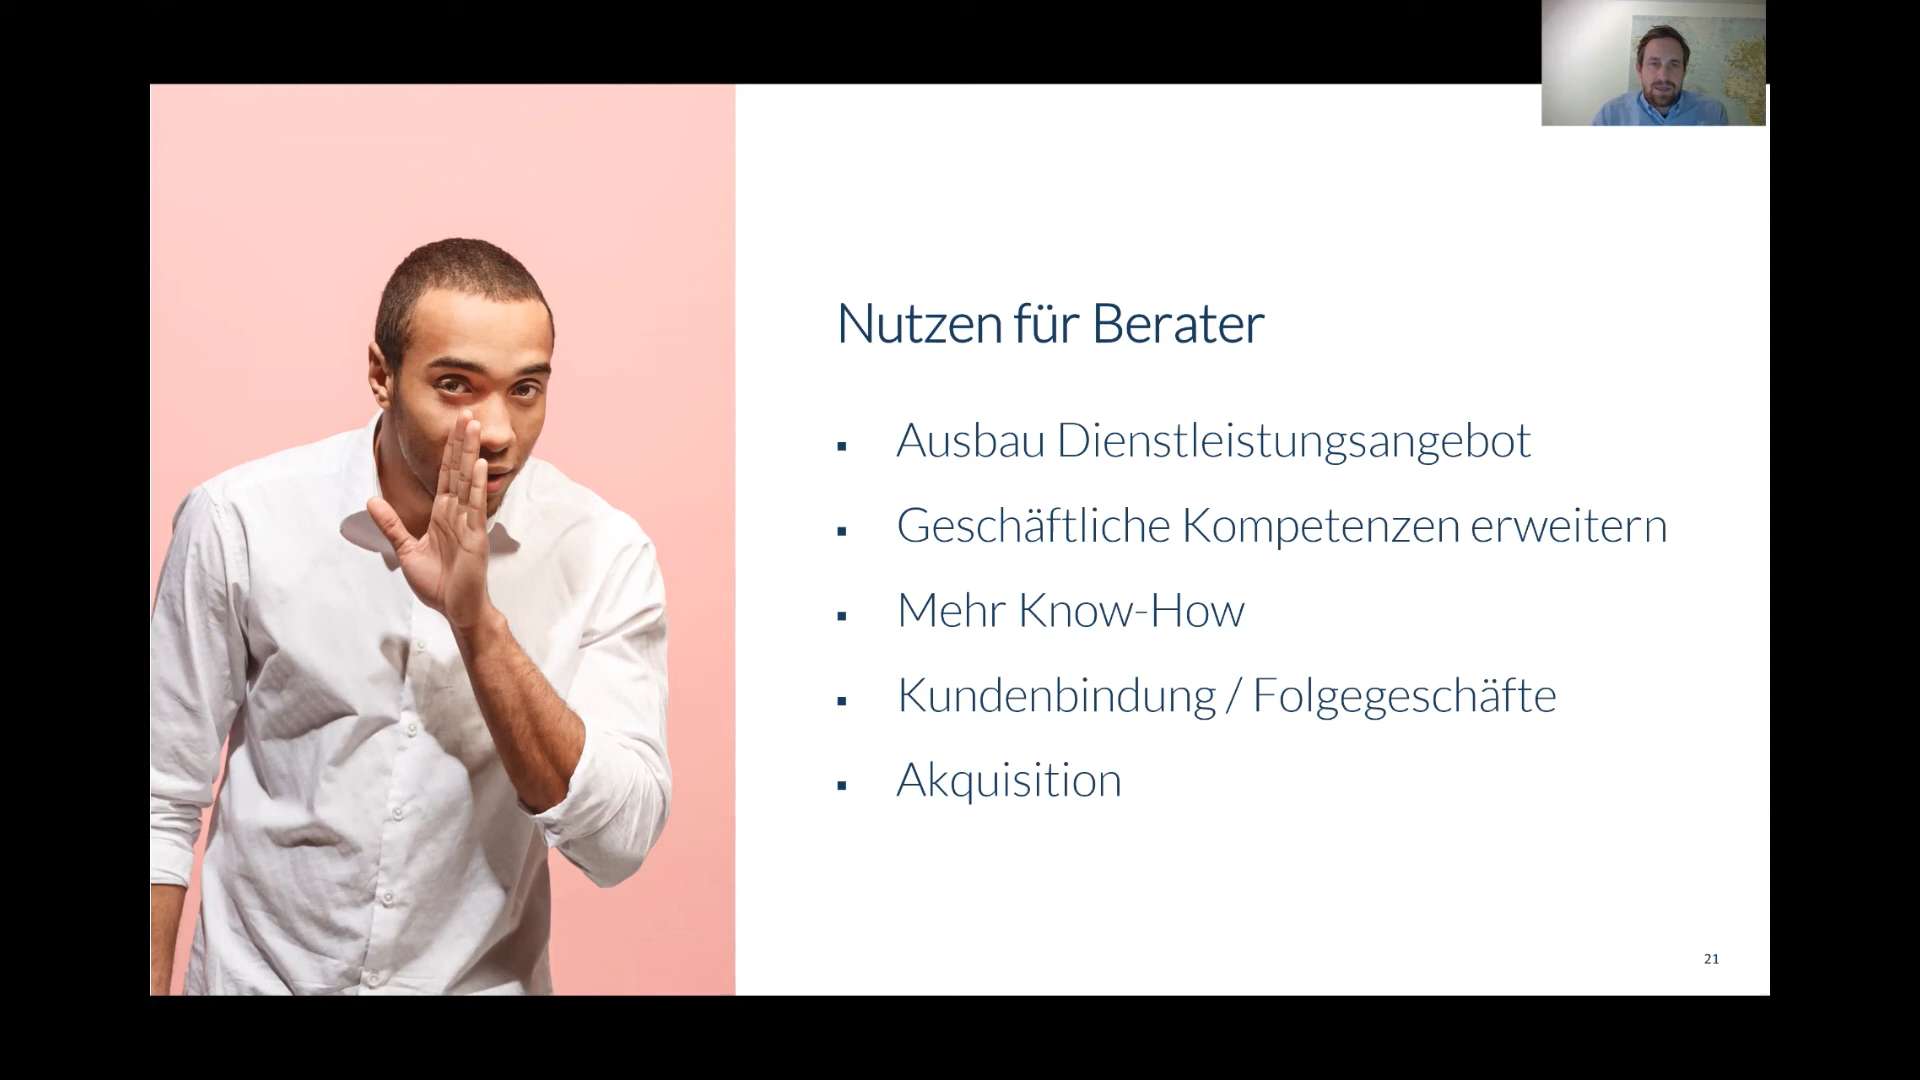 Nutzen für Berater
Ausbau Dienstleistungsangebot
Geschäftliche Kompetenzen erweitern
Mehr Know-How
Kundenbindung / Folgegeschäfte
Akquisition
21